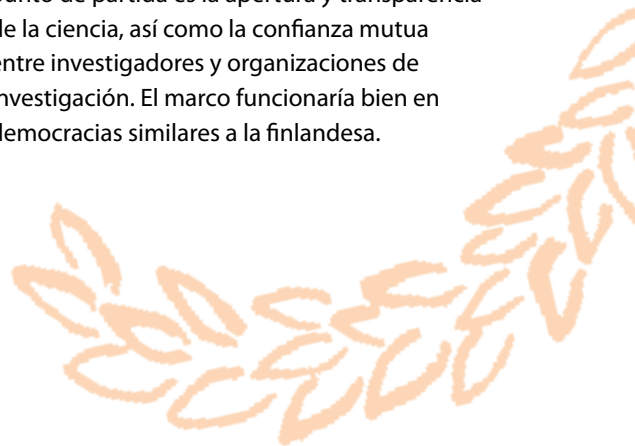 punto de partida es la apertura y transparencia
de la ciencia, así como la confianza mutua
entre investigadores y organizaciones de
investigación. El marco funcionaría bien en
democracias similares a la finlandesa.